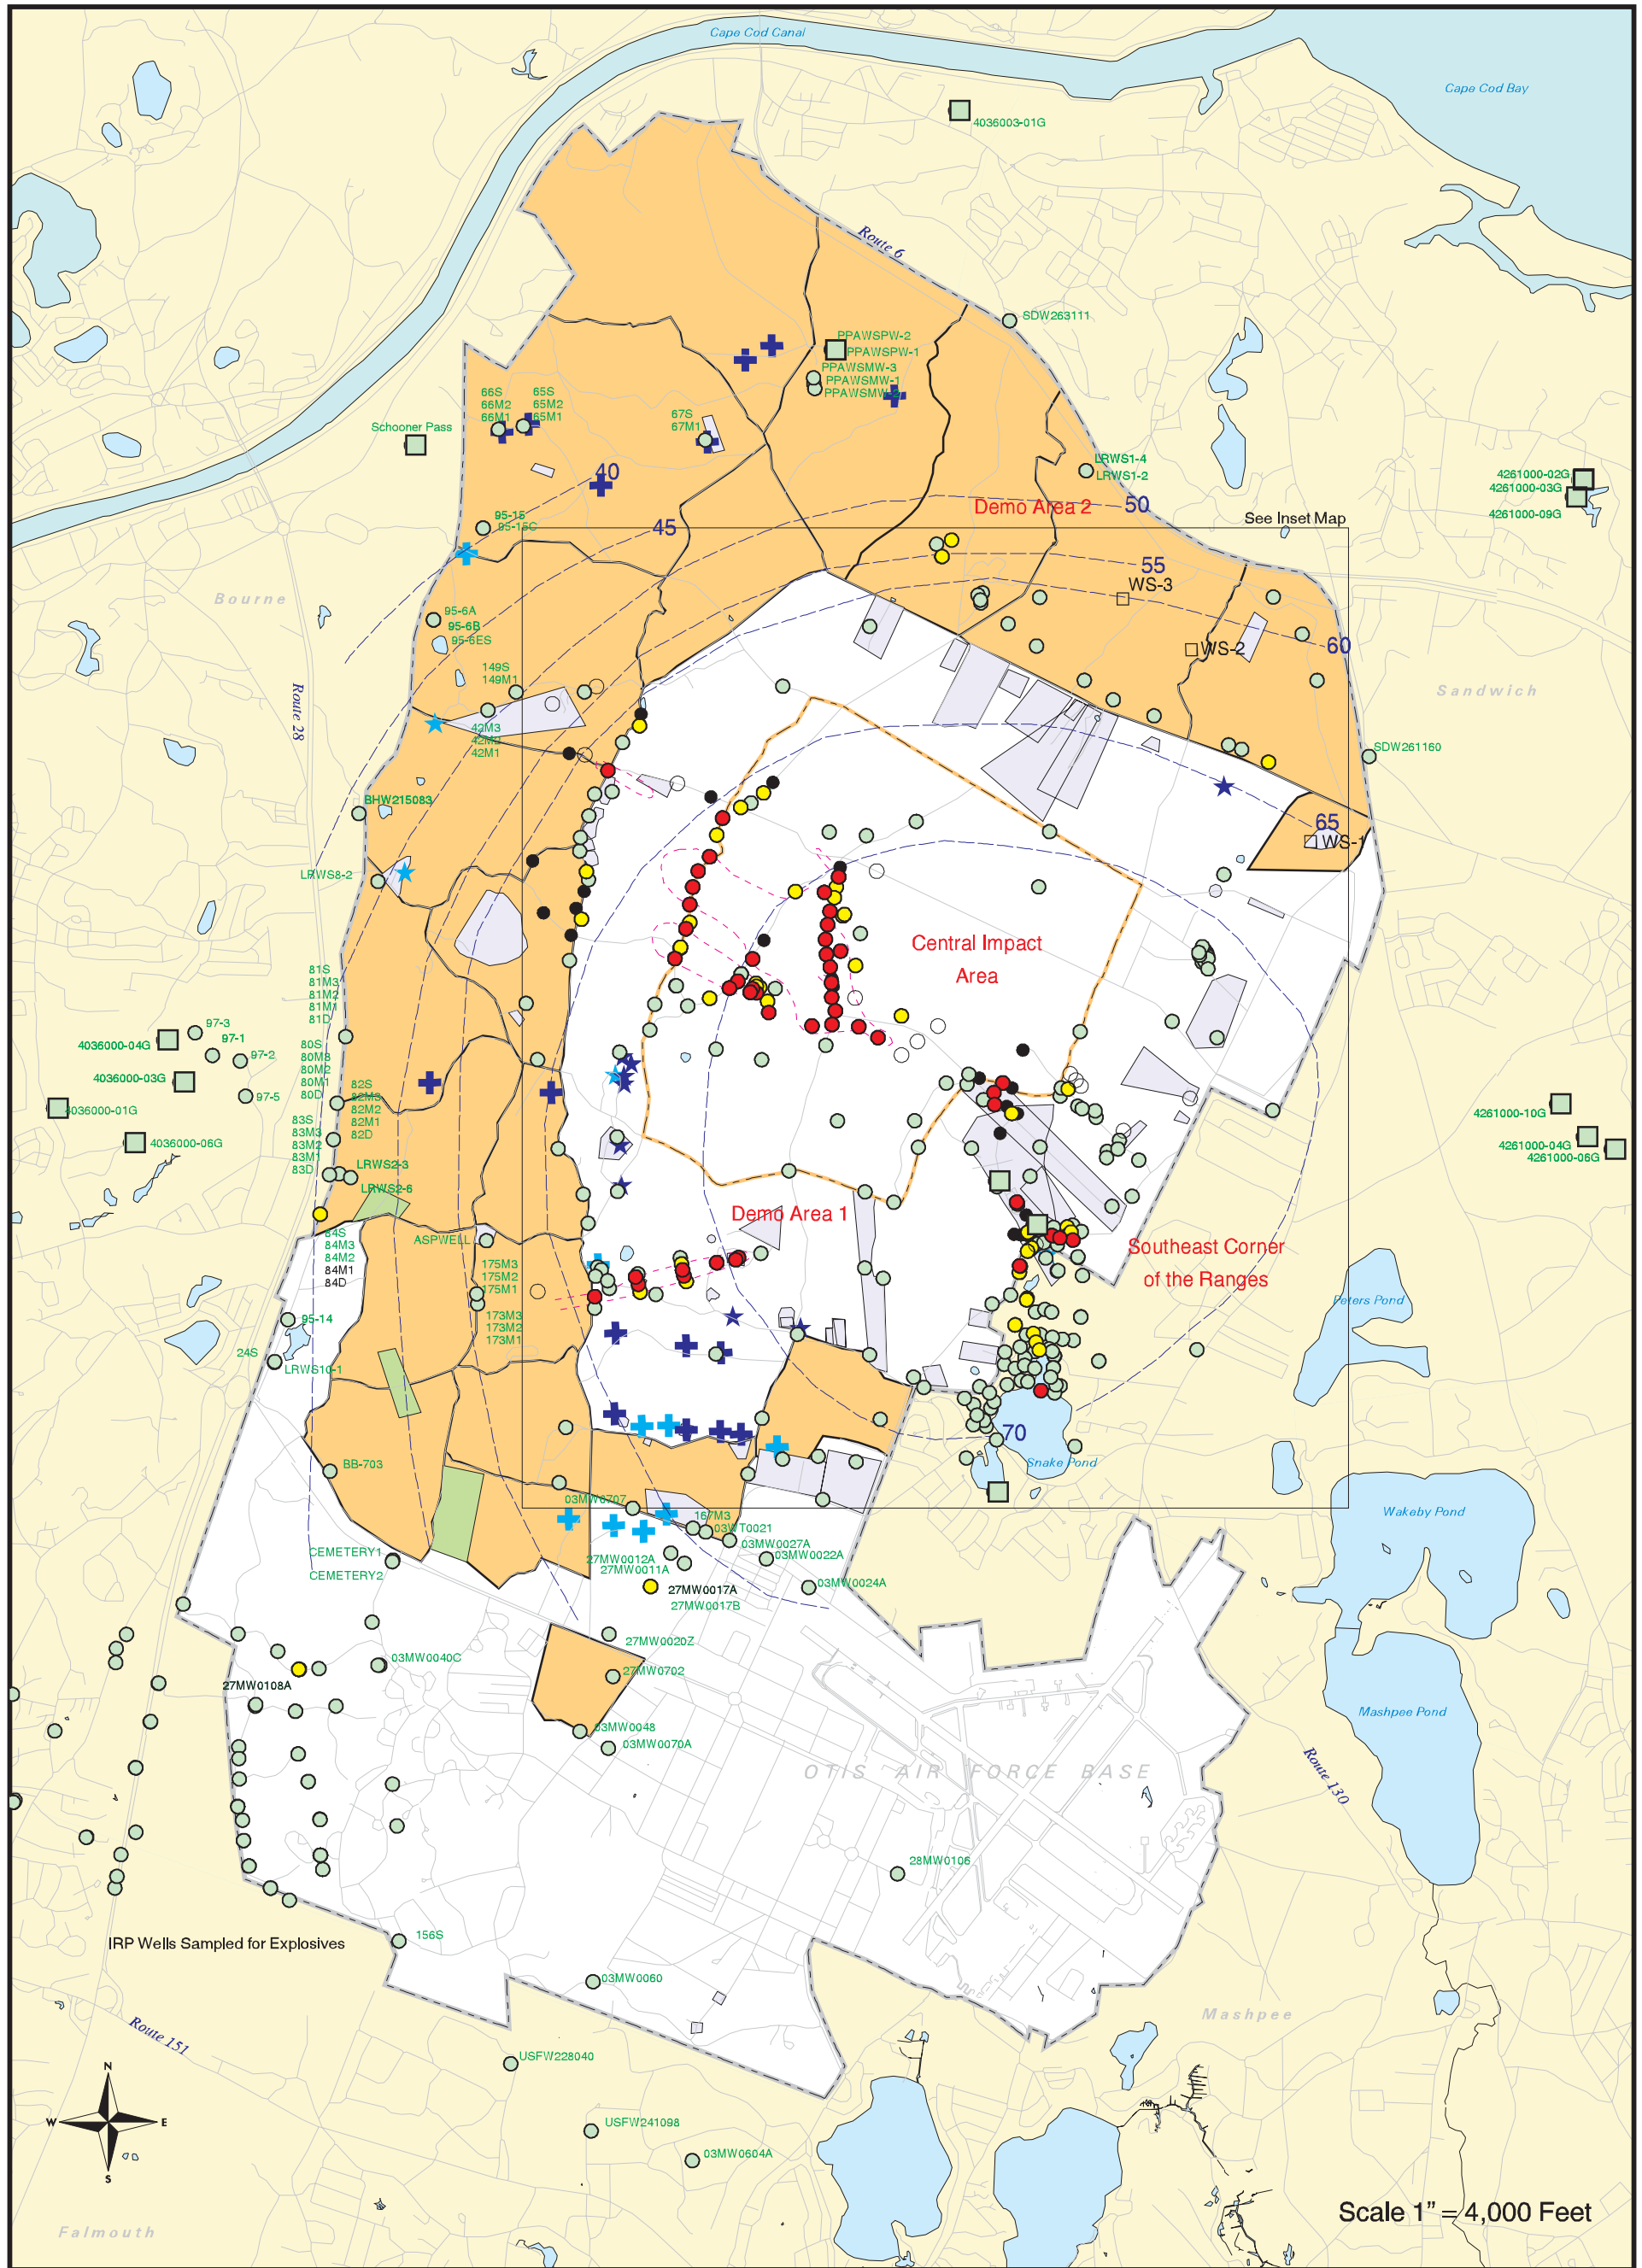 Cape Cod Canal
Cape Cod Bay
4036003-01G
Route 6
SDW263111
PPAWSPW-2
PPAWSPW-1
PPAWSMW-3
PPAWSMW-1
PPAWSMW-2
66S
66M2
66M1
65S
65M2
65M1
67S
67M1
Schooner Pass
LRWS1-4
LRWS1-2
4261000-02G
4261000-03G
4261000-09G
40
45
50
Demo Area 2
See Inset Map
95-15
95-15C
55
WS-3
Bourne
95-6A
95-6B
95-6ES
60
WS-2
149S
149M1
Sandwich
Route 28
42M3
42M2
42M1
SDW261160
BHW215083
65
WS-1
LRWS8-2
Central Impact
Area
81S
81M3
81M2
81M1
81D
97-3
97-1
97-2
97-5
4036000-04G
4036000-03G
4036000-01G
4036000-06G
80S
80M3
80M2
80M1
80D
82S
82M3
82M2
82M1
82D
83S
83M3
83M2
83M1
83D
LRWS2-3
LRWS2-6
4261000-10G
4261000-04G
4261000-06G
Demo Area 1
84S
84M3
84M2
84M1
84D
ASPWELL
175M3
175M2
175M1
Southeast Corner
of the Ranges
Peters Pond
173M3
173M2
173M1
95-14
24S
LRWS10-1
70
Snake Pond
BB-703
03MW0707
167M3
03WT0021
03MW0027A
03MW0022A
Wakeby Pond
CEMETERY1
CEMETERY2
27MW0012A
27MW0011A
27MW0017A
27MW0017B
03MW0024A
27MW0020Z
03MW0040C
27MW0702
27MW0108A
03MW0048
03MW0070A
Mashpee Pond
OTIS AIR FORCE BASE
Route 130
28MW0106
IRP Wells Sampled for Explosives
156S
03MW0060
Mashpee
Route 151
USFW228040
N
W
E
S
USFW241098
03MW0604A
Falmouth
Scale 1" = 4,000 Feet